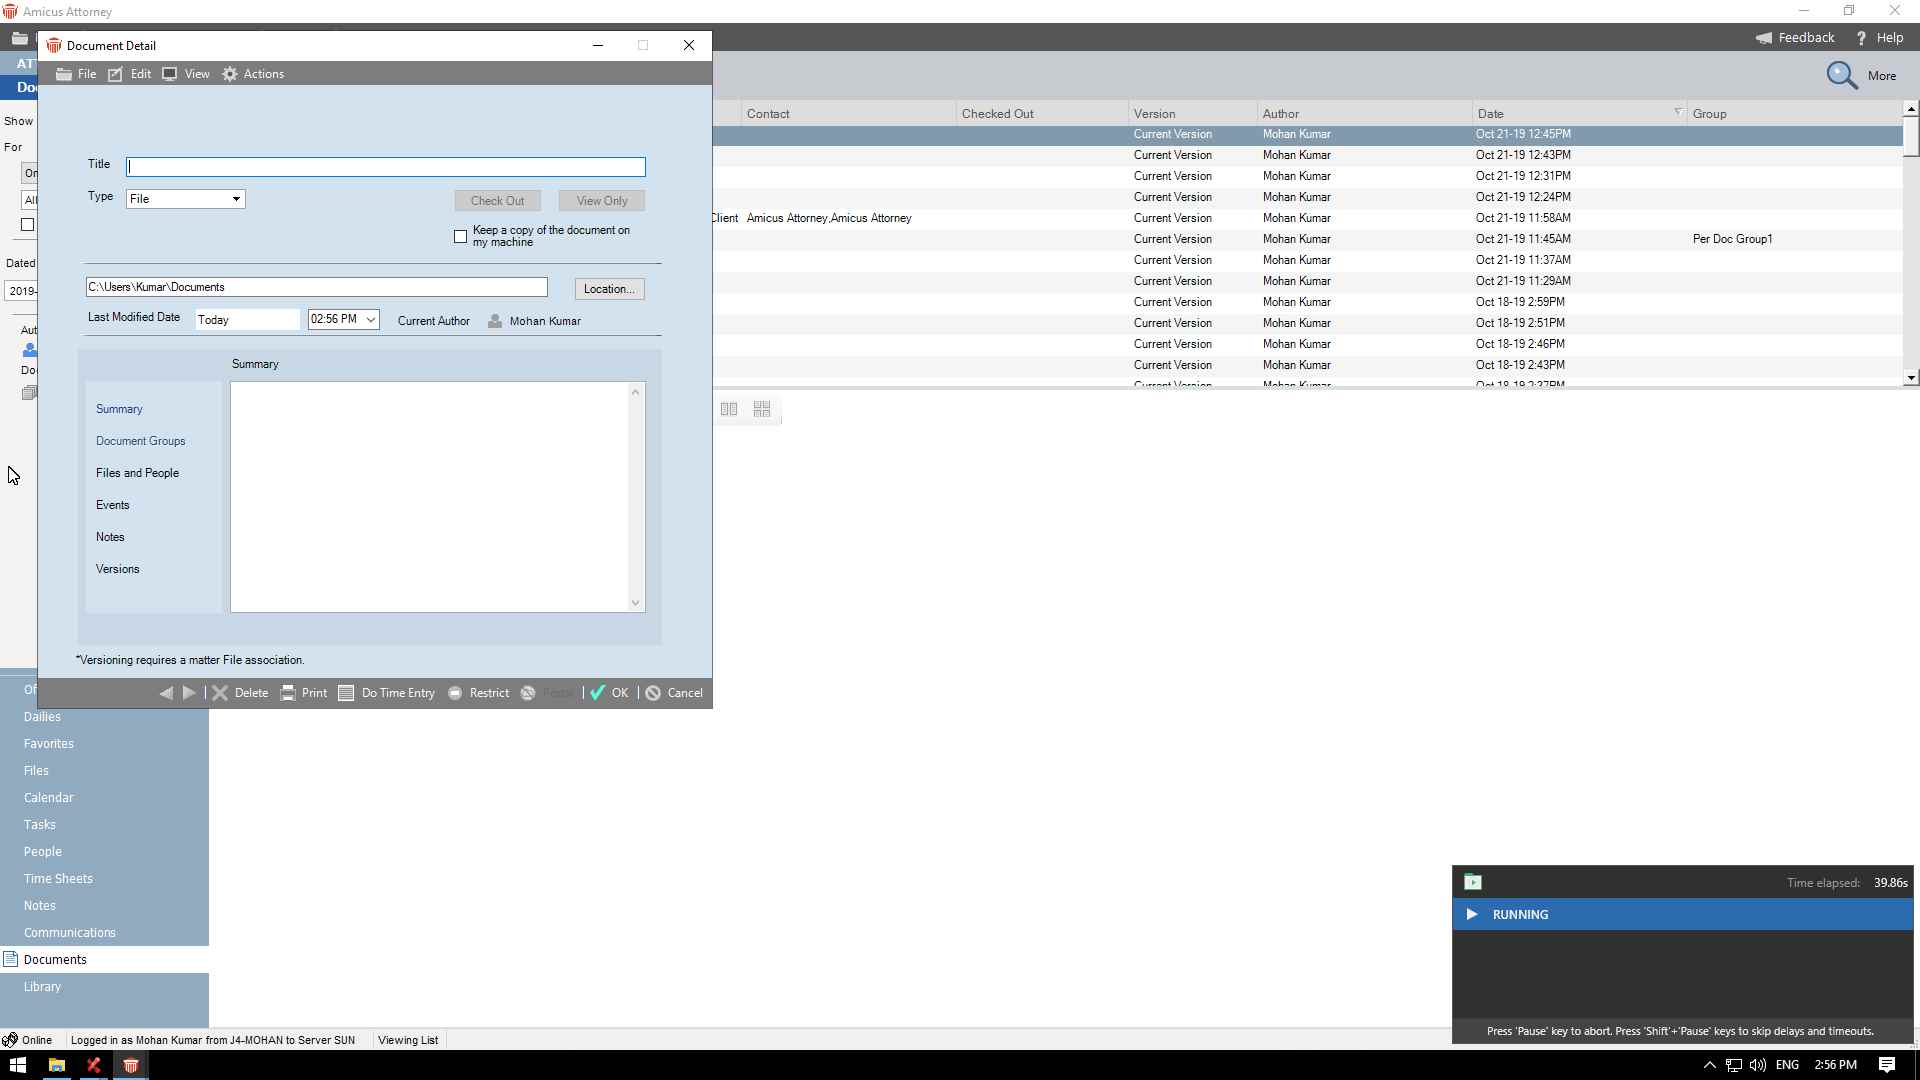 Amicus Attorney
Feedback
Help
Document Detail
File Edit View Actions
More
Show
For
Dated
2019-
Title
Type File
Check Out View Only
Keep a copy of the document on
my machine
C:\Users\Kumar\Documents Location...
Last Modified Date Today 02:56 PM Current Author Mohan Kumar
Summary
Summary
Document Groups
Files and People
Events
Notes
Versions
*Versioning requires a matter File association.
Delete Print Do Time Entry Restrict OK Cancel
Contact Checked Out Version Author Date Group
Current Version Mohan Kumar Oct 21-19 12:45PM
Current Version Mohan Kumar Oct 21-19 12:43PM
Current Version Mohan Kumar Oct 21-19 12:31PM
Current Version Mohan Kumar Oct 21-19 12:24PM
Client Amicus Attorney,Amicus Attorney Current Version Mohan Kumar Oct 21-19 11:58AM
Current Version Mohan Kumar Oct 21-19 11:45AM Per Doc Group1
Current Version Mohan Kumar Oct 21-19 11:37AM
Current Version Mohan Kumar Oct 21-19 11:29AM
Current Version Mohan Kumar Oct 18-19 2:59PM
Current Version Mohan Kumar Oct 18-19 2:51PM
Current Version Mohan Kumar Oct 18-19 2:46PM
Current Version Mohan Kumar Oct 18-19 2:43PM
Current Version Mohan Kumar Oct 18-19 2:37PM
Dailies
Favorites
Files
Calendar
Tasks
People
Time Sheets
Notes
Communications
Documents
Library
Time elapsed: 39.86s
RUNNING
Press 'Pause' key to abort. Press 'Shift'+'Pause' keys to skip delays and timeouts.
Online Logged in as Mohan Kumar from J4-MOHAN to Server SUN Viewing List
ENG 2:56 PM